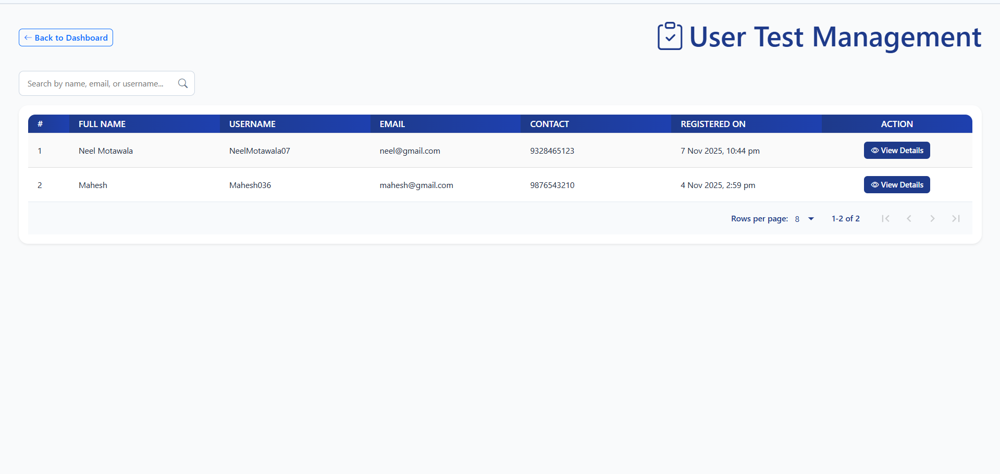 Back to Dashboard
User Test Management
Search by name, email, or username...
# FULL NAME USERNAME EMAIL CONTACT REGISTERED ON ACTION
1 Neel Motawala NeelMotawala07 neel@gmail.com 9328465123 7 Nov 2025, 10:44 pm View Details
2 Mahesh Mahesh036 mahesh@gmail.com 9876543210 4 Nov 2025, 2:59 pm View Details
Rows per page: 8 1-2 of 2